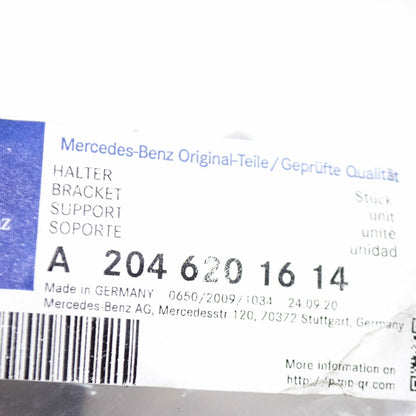 Mercedes-Benz Original-Teile/Geprüfte Qualität
HALTER
BRACKET
SUPPORT
SOPORTE
Stück
unit
unité
unidad
A 204 620 16 14
Made in GERMANY 0650/2009/1034 24.09.20
Mercedes-Benz AG, Mercedesstr.120, 70372 Stuttgart, Germany
More information on